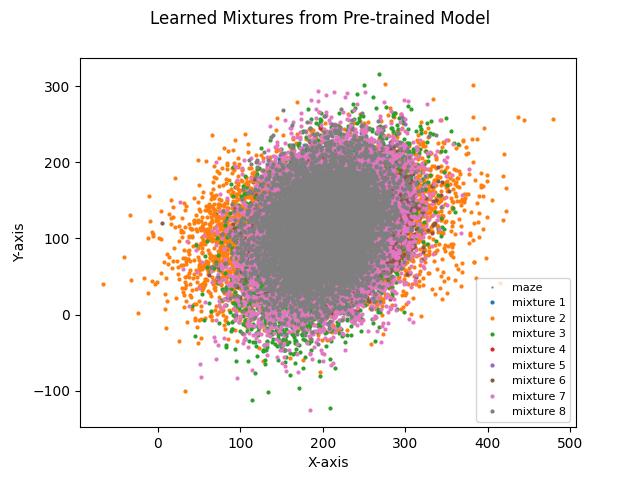 Learned Mixtures from Pre-trained Model
300
200
100
0
−100
Y-axis
0
100
200
300
400
500
X-axis
maze
mixture 1
mixture 2
mixture 3
mixture 4
mixture 5
mixture 6
mixture 7
mixture 8